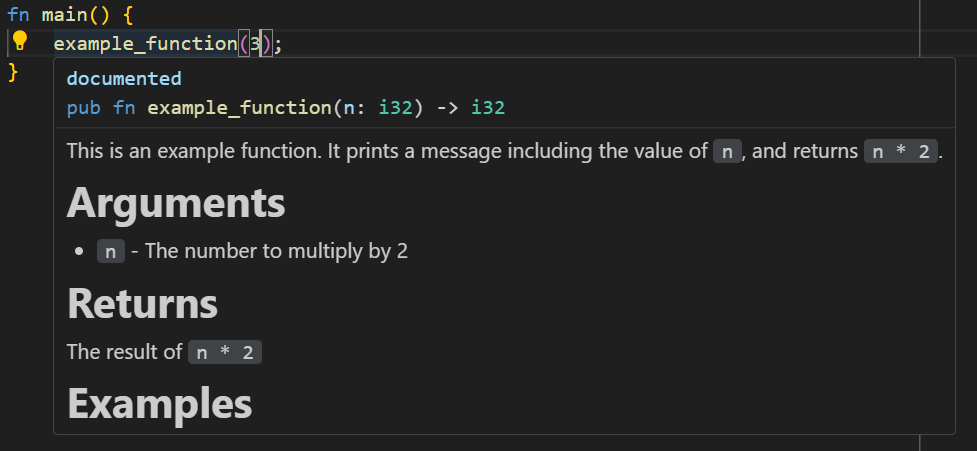 fn main() {
example_function(3);
}
documented
pub fn example_function(n: i32) -> i32
This is an example function. It prints a message including the value of n, and returns n * 2.
Arguments
• n - The number to multiply by 2
Returns
The result of n * 2
Examples